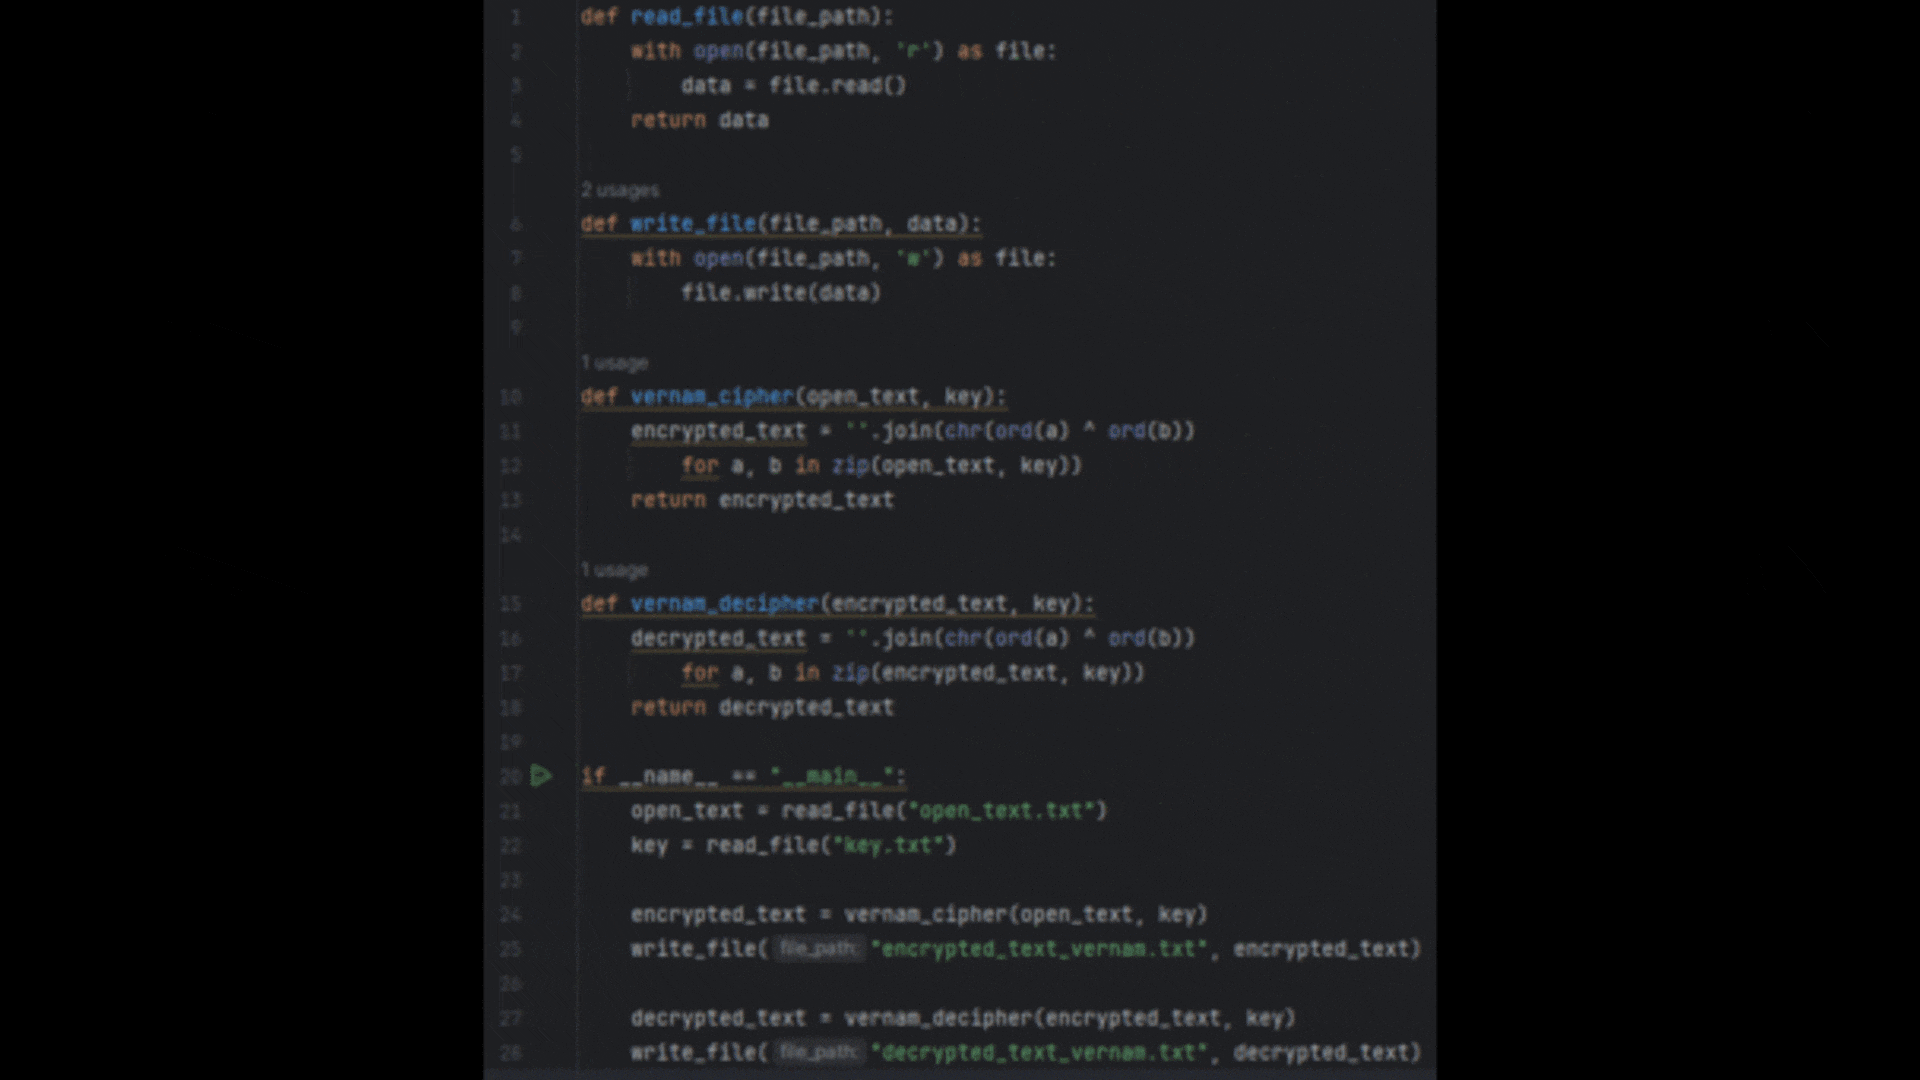 1 def read_file(file_path):
2 with open(file_path, 'r') as file:
3 data = file.read()
4 return data
5
2 usages
6 def write_file(file_path, data):
7 with open(file_path, 'w') as file:
8 file.write(data)
9
1 usage
10 def vernam_cipher(open_text, key):
11 encrypted_text = ''.join(chr(ord(a) ^ ord(b))
12 for a, b in zip(open_text, key))
13 return encrypted_text
14
1 usage
15 def vernam_decipher(encrypted_text, key):
16 decrypted_text = ''.join(chr(ord(a) ^ ord(b))
17 for a, b in zip(encrypted_text, key))
18 return decrypted_text
19
20 if __name__ == "__main__":
21 open_text = read_file("open_text.txt")
22 key = read_file("key.txt")
23
24 encrypted_text = vernam_cipher(open_text, key)
25 write_file( file_path: "encrypted_text_vernam.txt", encrypted_text)
26
27 decrypted_text = vernam_decipher(encrypted_text, key)
28 write_file( file_path: "decrypted_text_vernam.txt", decrypted_text)